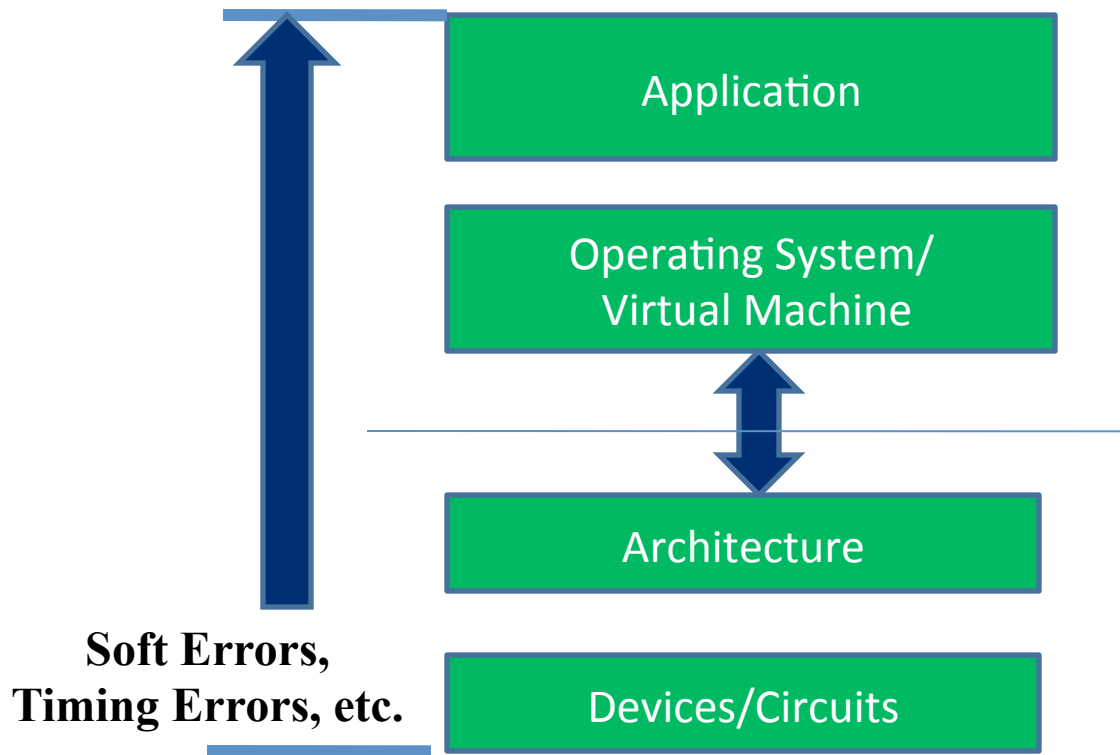 Application
Operating System/
Virtual Machine
Architecture
Soft Errors,
Timing Errors, etc.
Devices/Circuits